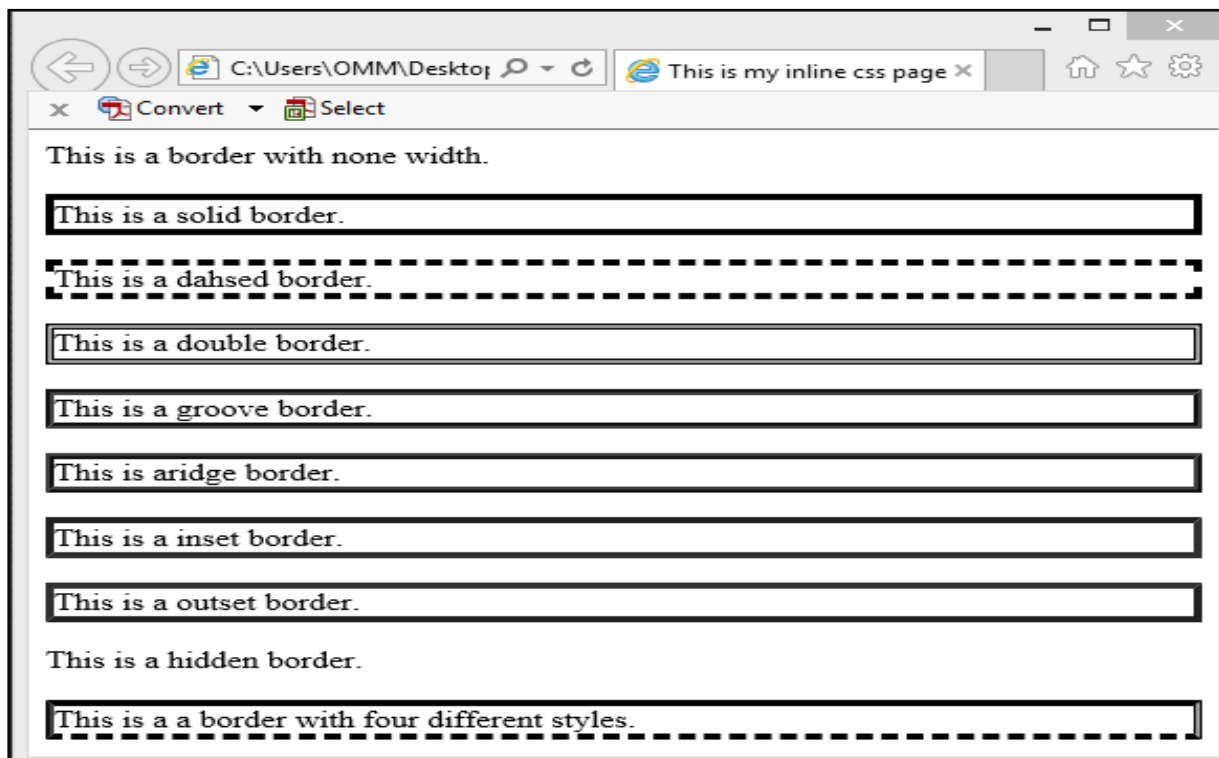 C:\Users\OMM\Desktop
This is my inline css page
Convert
Select
This is a border with none width.
This is a solid border.
This is a dahsed border.
This is a double border.
This is a groove border.
This is aridge border.
This is a inset border.
This is a outset border.
This is a hidden border.
This is a a border with four different styles.